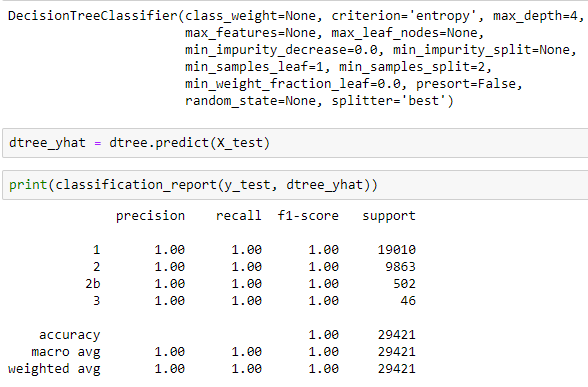 DecisionTreeClassifier(class_weight=None, criterion='entropy', max_depth=4,
max_features=None, max_leaf_nodes=None,
min_impurity_decrease=0.0, min_impurity_split=None,
min_samples_leaf=1, min_samples_split=2,
min_weight_fraction_leaf=0.0, presort=False,
random_state=None, splitter='best')
dtree_yhat = dtree.predict(X_test)
print(classification_report(y_test, dtree_yhat))
precision recall f1-score support
1 1.00 1.00 1.00 19010
2 1.00 1.00 1.00 9863
2b 1.00 1.00 1.00 502
3 1.00 1.00 1.00 46
accuracy 1.00 29421
macro avg 1.00 1.00 1.00 29421
weighted avg 1.00 1.00 1.00 29421